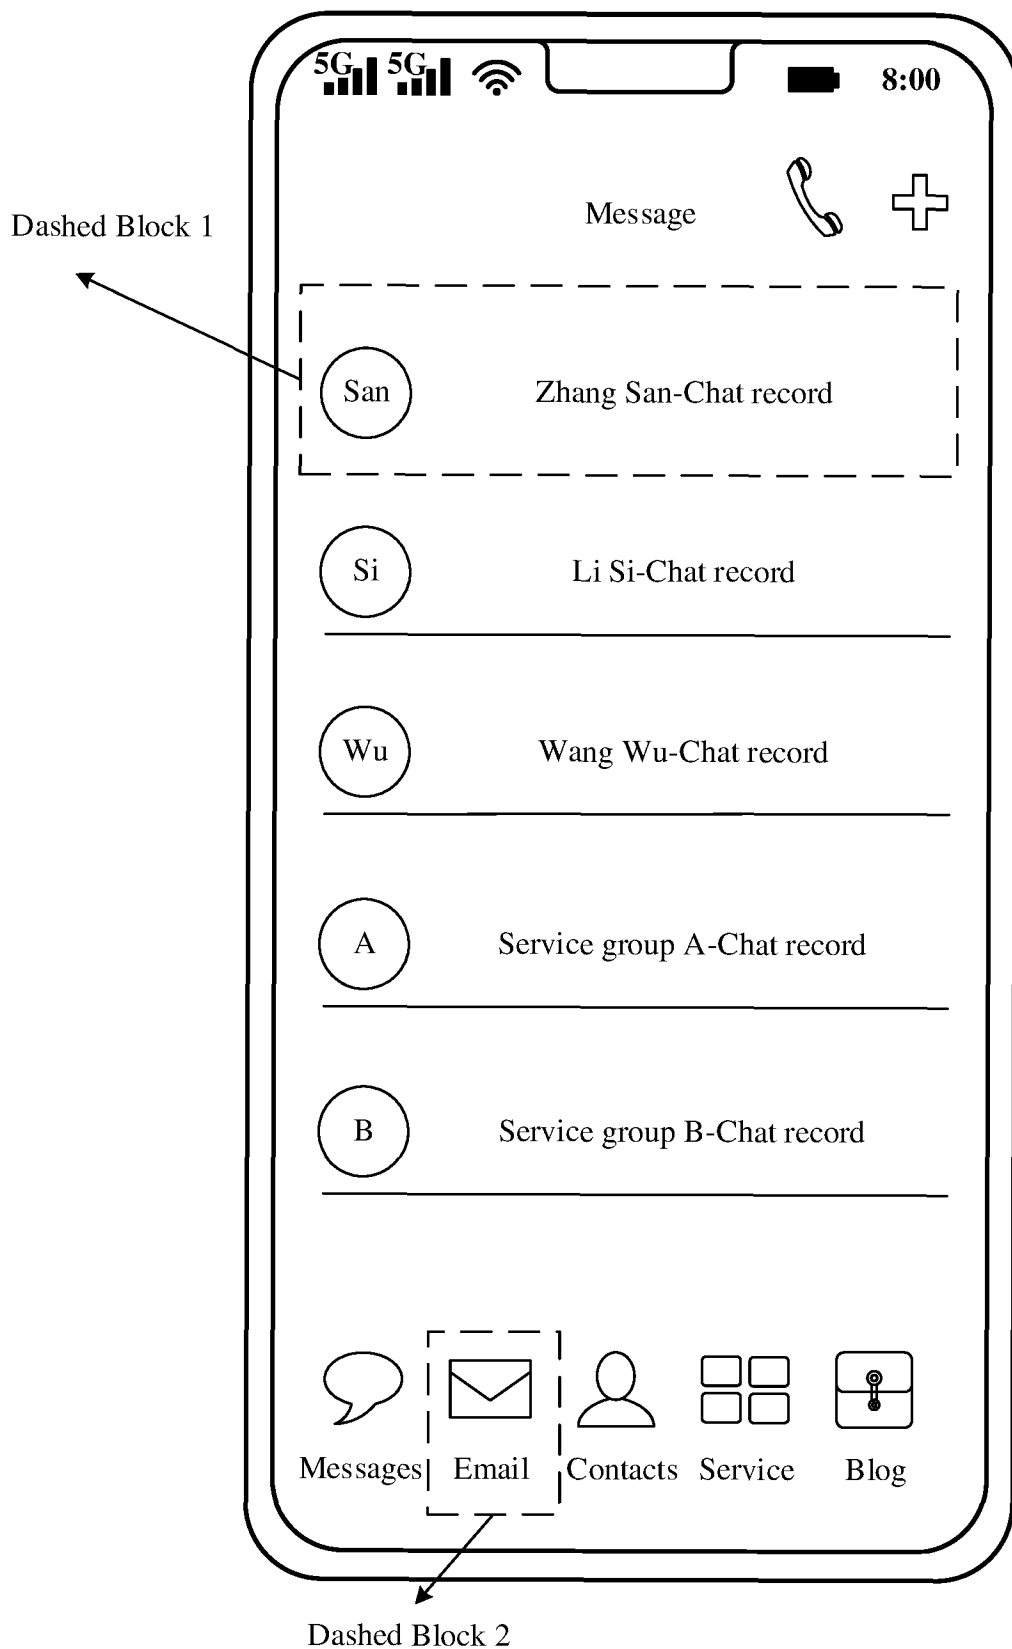 5G 5G 8:00
Message
Dashed Block 1
San Zhang San-Chat record
Si Li Si-Chat record
Wu Wang Wu-Chat record
A Service group A-Chat record
B Service group B-Chat record
Messages Email Contacts Service Blog
Dashed Block 2